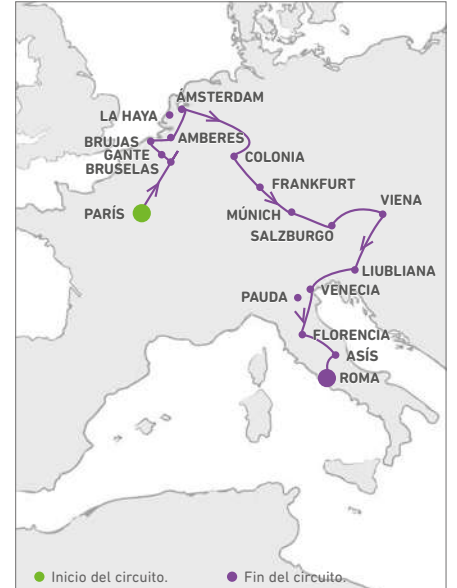 ÁMSTERDAM
LA HAYA
BRUJAS
AMBERES
GANTE
BRUSELAS
COLONIA
FRANKFURT
PARÍS
MÚNICH
VIENA
SALZBURGO
LIUBLIANA
PAUDA
VENECIA
FLORENCIA
ASÍS
ROMA
Inicio del circuito.
Fin del circuito.